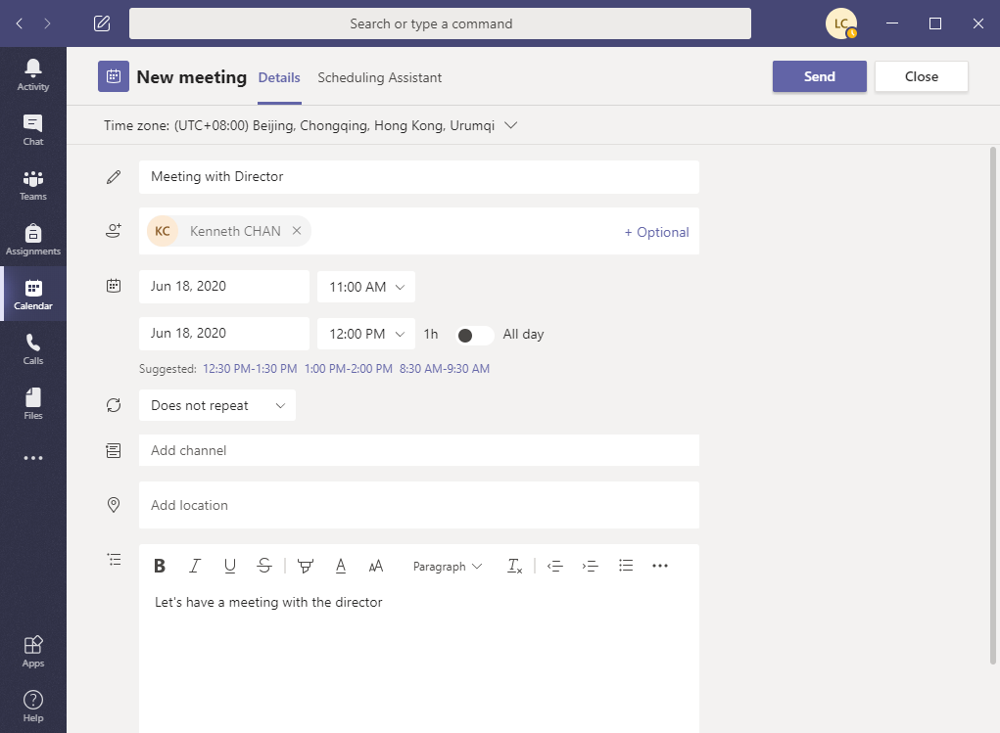 Search or type a command
LC
Activity
Chat
Teams
Assignments
Calendar
Calls
Files
Apps
Help
New meeting Details Scheduling Assistant Send Close
Time zone: (UTC+08:00) Beijing, Chongqing, Hong Kong, Urumqi
Meeting with Director
KC Kenneth CHAN + Optional
Jun 18, 2020 11:00 AM
Jun 18, 2020 12:00 PM 1h All day
Suggested: 12:30 PM-1:30 PM 1:00 PM-2:00 PM 8:30 AM-9:30 AM
Does not repeat
Add channel
Add location
B I U S A AA Paragraph Tx
Let's have a meeting with the director